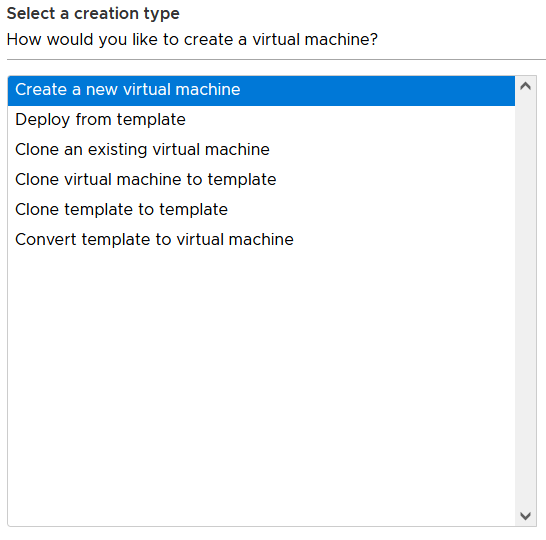 Select a creation type
How would you like to create a virtual machine?
Create a new virtual machine
Deploy from template
Clone an existing virtual machine
Clone virtual machine to template
Clone template to template
Convert template to virtual machine